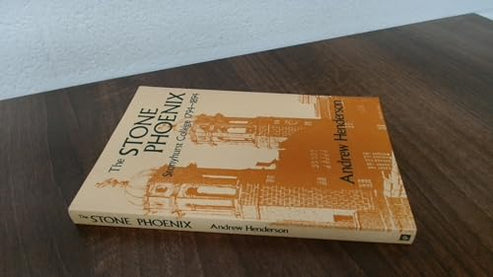 The STONE
PHOENIX
Stonyhurst College 1794-1894
Andrew Henderson
The STONE PHOENIX Andrew Henderson